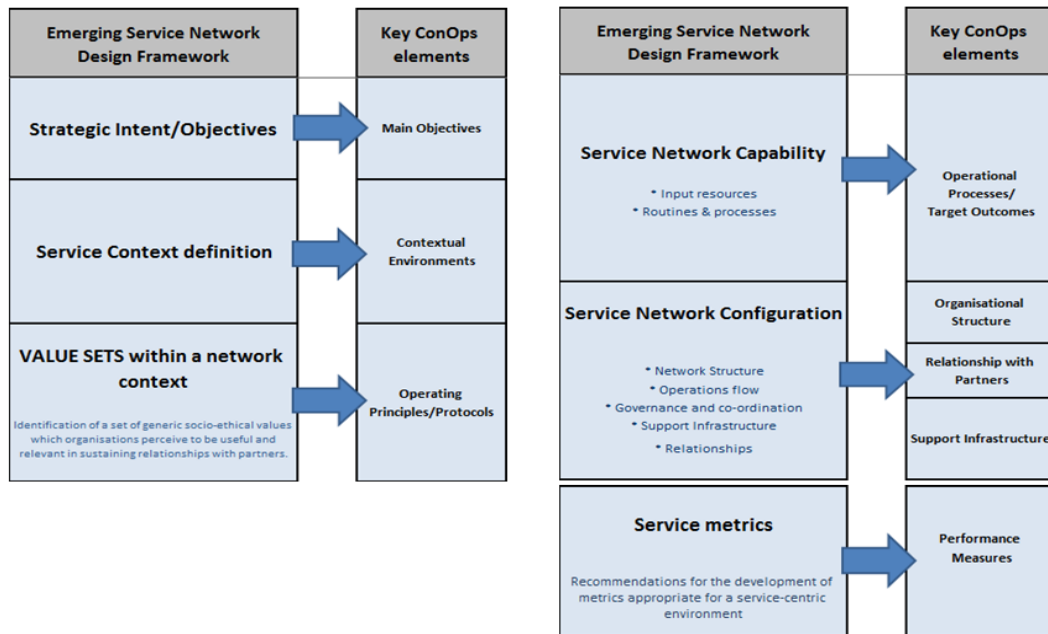 Emerging Service Network
Design Framework
Key ConOps
elements
Strategic Intent/Objectives
Main Objectives
Service Context definition
Contextual
Environments
VALUE SETS within a network
context
Identification of a set of generic socio-ethical values
which organisations perceive to be useful and
relevant in sustaining relationships with partners.
Operating
Principles/Protocols
Emerging Service Network
Design Framework
Key ConOps
elements
Service Network Capability
* Input resources
* Routines & processes
Operational
Processes/
Target Outcomes
Service Network Configuration
* Network Structure
* Operations flow
* Governance and co-ordination
* Support Infrastructure
* Relationships
Organisational
Structure
Relationship with
Partners
Support Infrastructure
Service metrics
Recommendations for the development of
metrics appropriate for a service-centric
environment
Performance
Measures